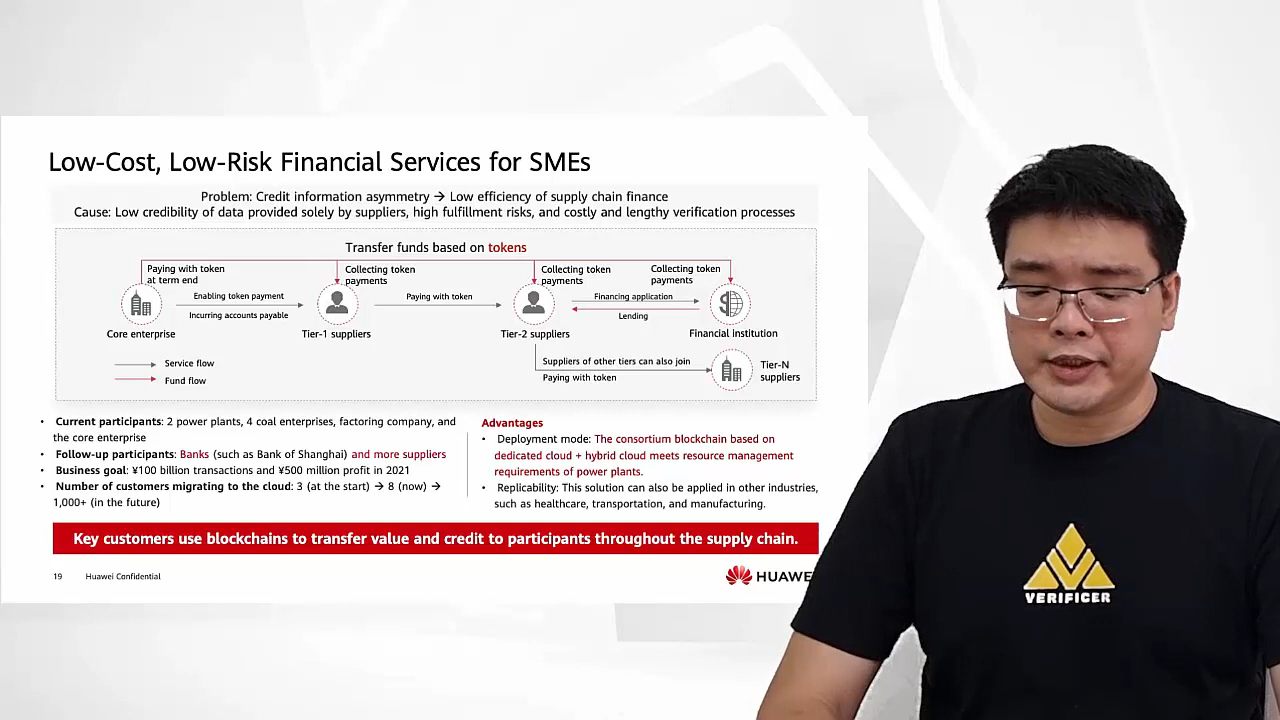 Low-Cost, Low-Risk Financial Services for SMEs
Problem: Credit information asymmetry → Low efficiency of supply chain finance
Cause: Low credibility of data provided solely by suppliers, high fulfillment risks, and costly and lengthy verification processes
Transfer funds based on tokens
Paying with token
at term end
Collecting token
payments
Collecting token
payments
Collecting token
payments
Enabling token payment
Incurring accounts payable
Paying with token
Financing application
Lending
Core enterprise
Tier-1 suppliers
Tier-2 suppliers
Financial institution
Service flow
Fund flow
Suppliers of other tiers can also join
Paying with token
Tier-N
suppliers
• Current participants: 2 power plants, 4 coal enterprises, factoring company, and
the core enterprise
• Follow-up participants: Banks (such as Bank of Shanghai) and more suppliers
• Business goal: ¥100 billion transactions and ¥500 million profit in 2021
• Number of customers migrating to the cloud: 3 (at the start) → 8 (now) →
1,000+ (in the future)
Advantages
• Deployment mode: The consortium blockchain based on
dedicated cloud + hybrid cloud meets resource management
requirements of power plants.
• Replicability: This solution can also be applied in other industries,
such as healthcare, transportation, and manufacturing.
Key customers use blockchains to transfer value and credit to participants throughout the supply chain.
19 Huawei Confidential
HUAWEI
VERIFICER